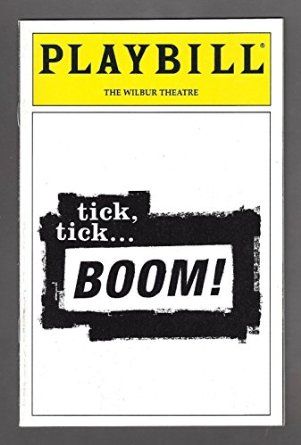 PLAYBILL®
THE WILBUR THEATRE
tick,
tick...
BOOM!